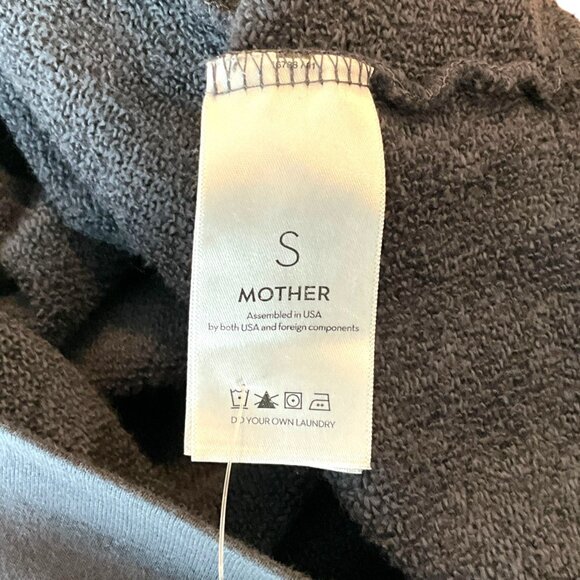 S
MOTHER
Assembled in USA
by both USA and foreign components
DO YOUR OWN LAUNDRY